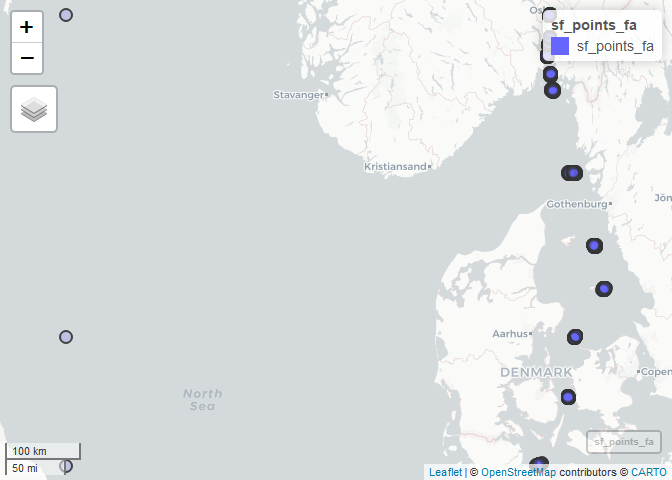 +
Oslo
sf_points_fa
sf_points_fa
−
Stavanger
Kristiansand
Gothenburg
Jön
Aarhus
DENMARK
Copen
North
Sea
sf_points_fa
100 km
50 mi
Leaflet | © OpenStreetMap contributors © CARTO